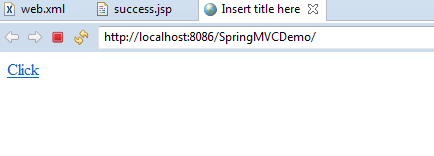 web.xml success.jsp Insert title here
http://localhost:8086/SpringMVCDemo/
Click